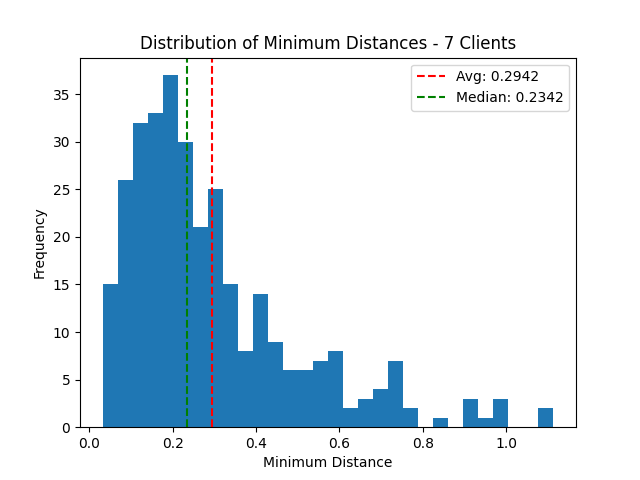 Distribution of Minimum Distances - 7 Clients
Avg: 0.2942
Median: 0.2342
Frequency
35
30
25
20
15
10
5
0
0.0 0.2 0.4 0.6 0.8 1.0
Minimum Distance